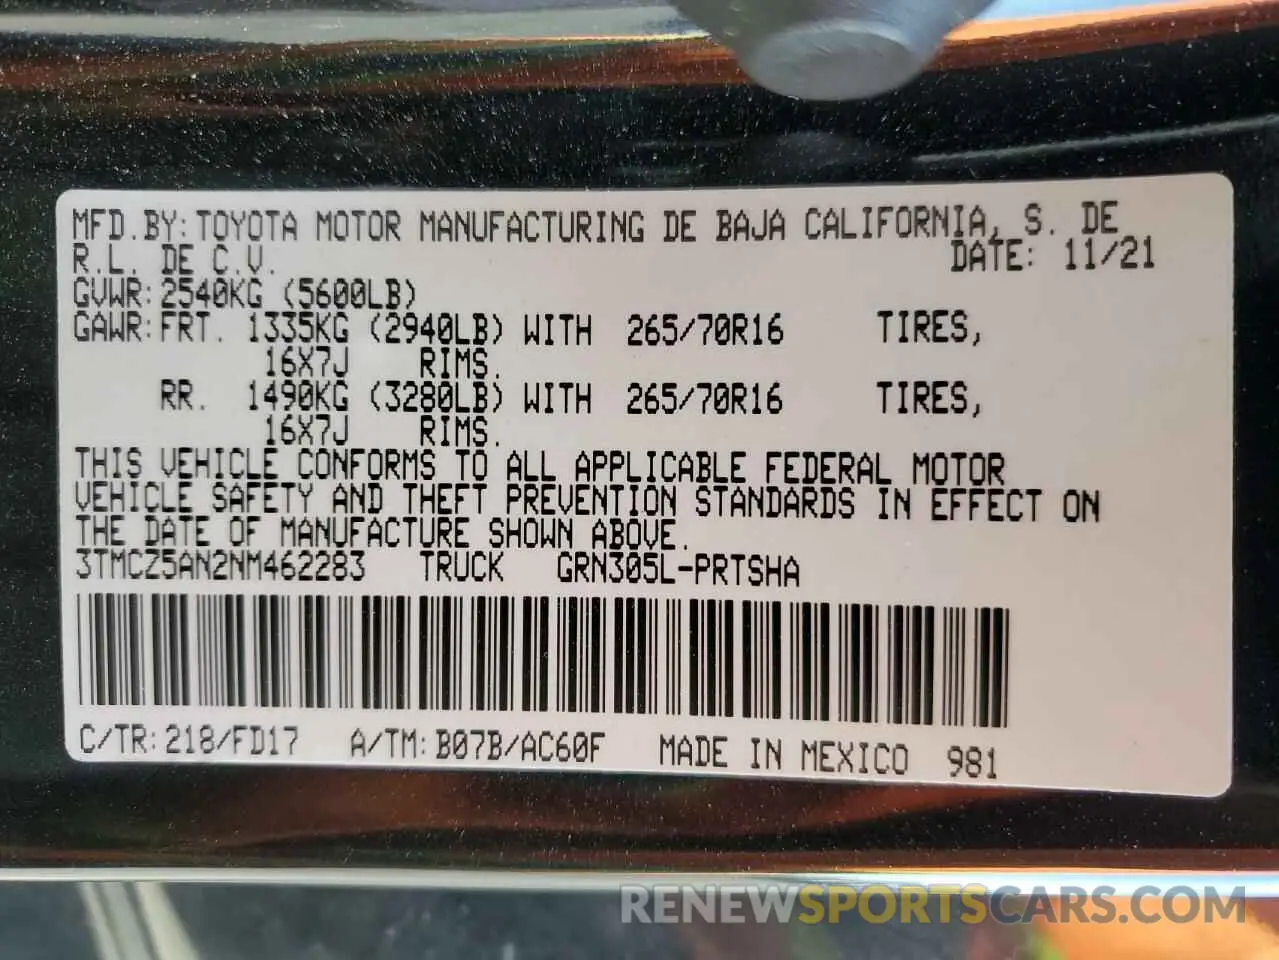 MFD.BY:TOYOTA MOTOR MANUFACTURING DE BAJA CALIFORNIA, S. DE
R.L. DE C.V. DATE: 11/21
GVWR:2540KG (5600LB)
GAWR:FRT. 1335KG (2940LB) WITH 265/70R16 TIRES,
16X7J RIMS.
RR. 1490KG (3280LB) WITH 265/70R16 TIRES,
16X7J RIMS.
THIS VEHICLE CONFORMS TO ALL APPLICABLE FEDERAL MOTOR
VEHICLE SAFETY AND THEFT PREVENTION STANDARDS IN EFFECT ON
THE DATE OF MANUFACTURE SHOWN ABOVE.
3TMCZ5AN2NM462283 TRUCK GRN305L-PRTSHA
C/TR:218/FD17 A/TM:B07B/AC60F MADE IN MEXICO 981
RENEWSPORTSCARS.COM